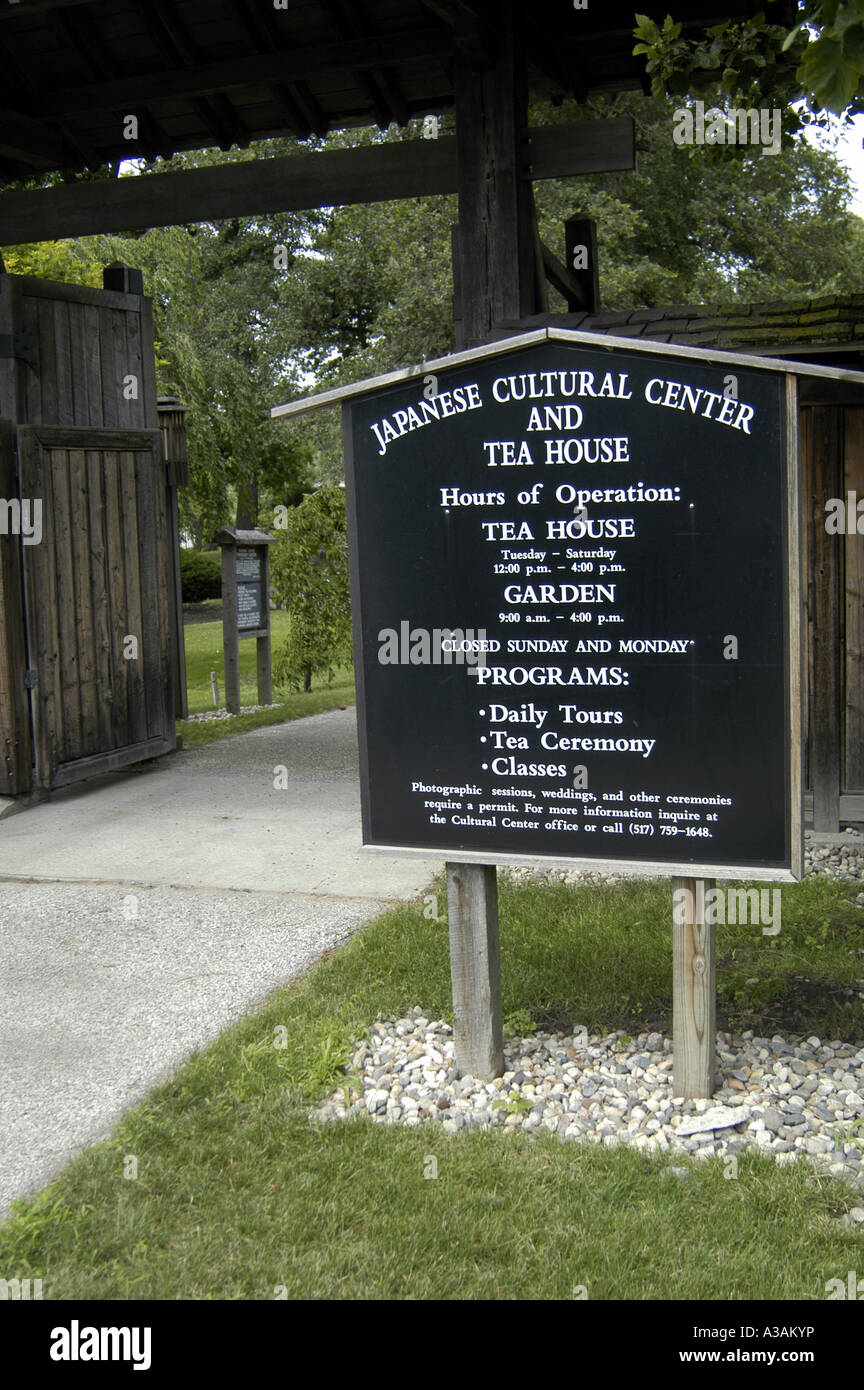 JAPANESE CULTURAL CENTER
AND
TEA HOUSE
Hours of Operation:
TEA HOUSE
Tuesday – Saturday
12:00 p.m. – 4:00 p.m.
GARDEN
9:00 a.m. – 4:00 p.m.
CLOSED SUNDAY AND MONDAY*
PROGRAMS:
• Daily Tours
• Tea Ceremony
• Classes
Photographic sessions, weddings, and other ceremonies
require a permit. For more information inquire at
the Cultural Center office or call (517) 759–1648.
alamy
Image ID: A3AKYP
www.alamy.com